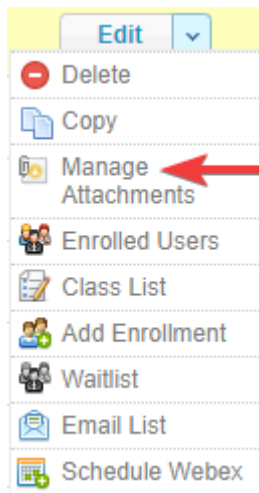 Edit
Delete
Copy
Manage
Attachments
Enrolled Users
Class List
Add Enrollment
Waitlist
Email List
Schedule Webex